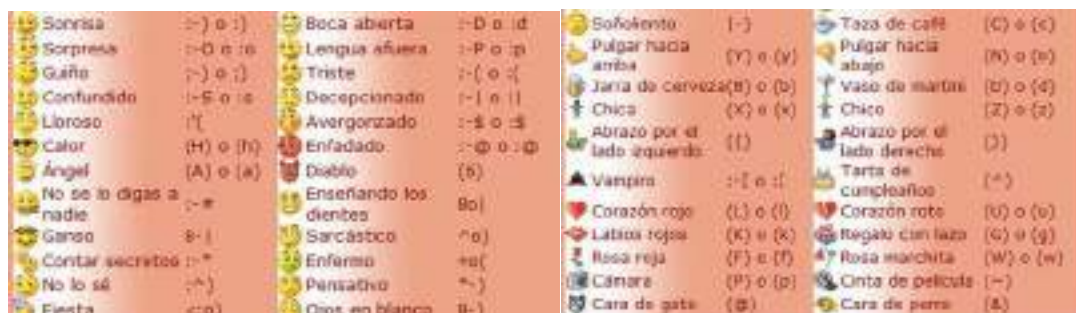 Sonrisa :-) o :) Boca abierta :-D o :d
Sorpresa :-O o :o Lengua afuera :-P o :p
Guiño ;-) o ;) Triste :-( o :(
Confundido :-S o :s Decepcionado :-| o :|
Lloroso :'( Avergonzado :-$ o :$
Calor (H) o (h) Enfadado :-@ o :@
Ángel (A) o (a) Diablo (6)
No se lo digas a
nadie :-# Enseñando los
dientes 8o|
Ganso 8-| Sarcástico ^o)
Contar secretos :-* Enfermo +o(
No lo sé :^) Pensativo *-)
Fiesta <:o) Ojos en blanco 8-)
Soñoliento |-) Taza de café (C) o (c)
Pulgar hacia
arriba (Y) o (y) Pulgar hacia
abajo (N) o (n)
Jarra de cerveza (B) o (b) Vaso de martini (D) o (d)
Chica (X) o (x) Chico (Z) o (z)
Abrazo por el
lado izquierdo ({) Abrazo por el
lado derecho (})
Vampiro :-[ o :[ Tarta de
cumpleaños (^)
Corazón rojo (L) o (l) Corazón roto (U) o (u)
Labios rojos (K) o (k) Regalo con lazo (G) o (g)
Rosa roja (F) o (f) Rosa marchita (W) o (w)
Cámara (P) o (p) Cinta de película (~)
Cara de gato (@) Cara de perro (&)